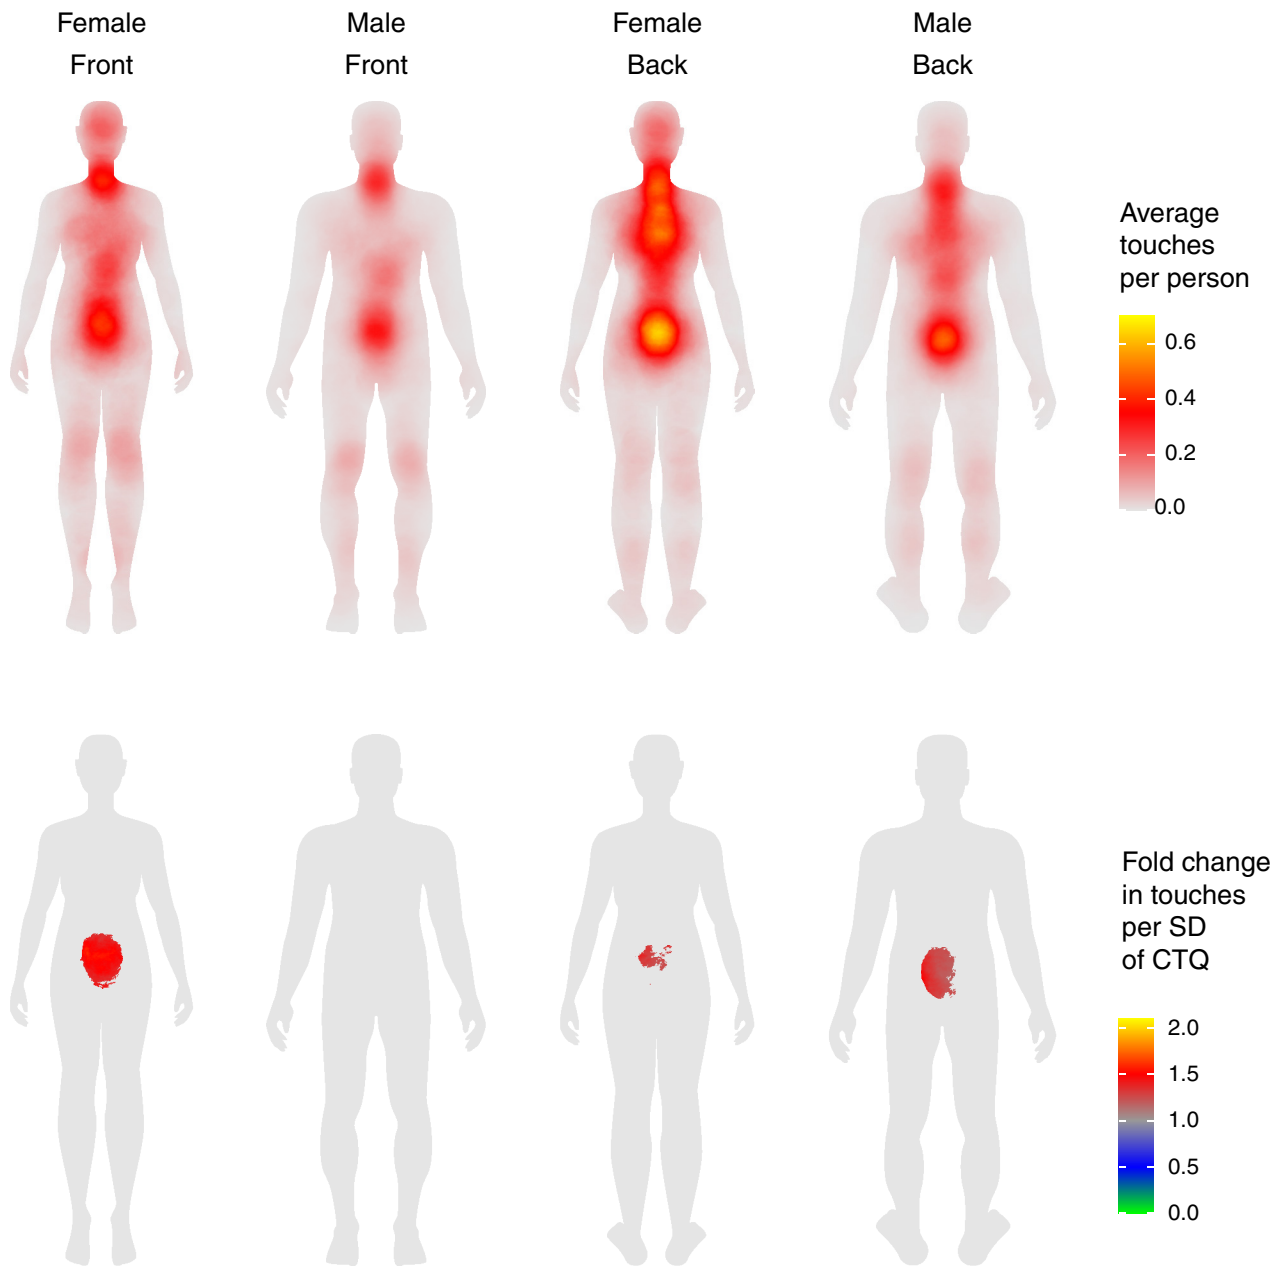 Female
Male
Female
Male
Front
Front
Back
Back
Average
touches
per person
0.6
0.4
0.2
0.0
Fold change
in touches
per SD
of CTQ
2.0
1.5
1.0
0.5
0.0